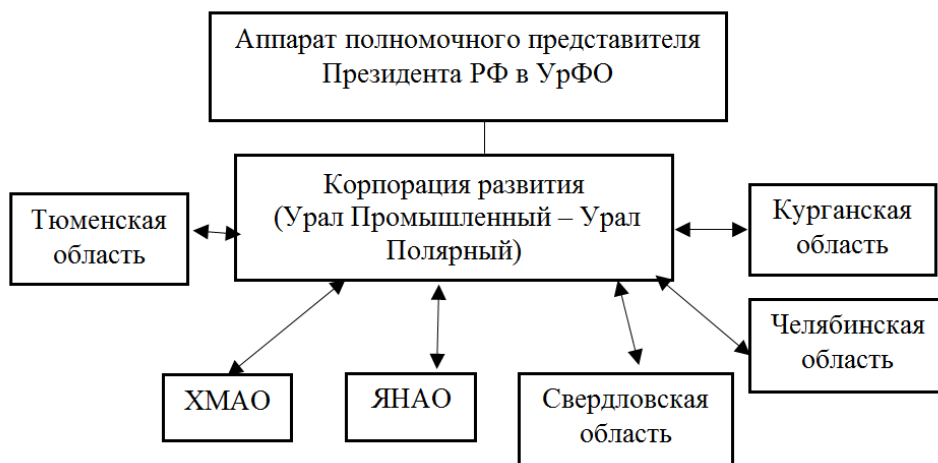 Аппарат полномочного представителя
Президента РФ в УрФО
Корпорация развития
(Урал Промышленный – Урал
Полярный)
Тюменская
область
Курганская
область
Челябинская
область
ХМАО
ЯНАО
Свердловская
область